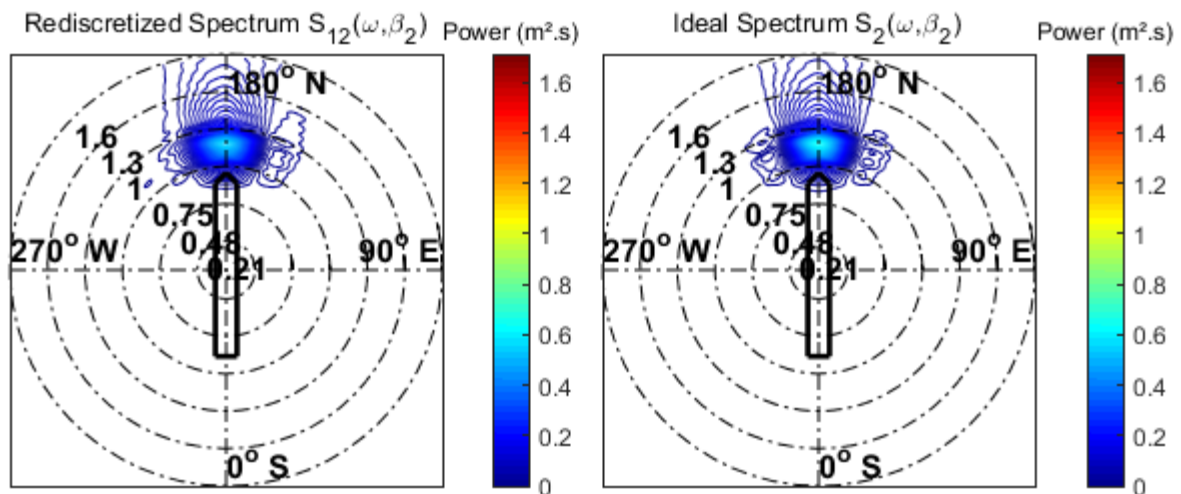 Rediscretized Spectrum S₁₂(ω,β₂)
Power (m².s)
180° N
1.6
1.3
1
0.75
0.48
0.21
270° W
90° E
0° S
1.6
1.4
1.2
1
0.8
0.6
0.4
0.2
0
Ideal Spectrum S₂(ω,β₂)
Power (m².s)
180° N
1.6
1.3
1
0.75
0.48
0.21
270° W
90° E
0° S
1.6
1.4
1.2
1
0.8
0.6
0.4
0.2
0